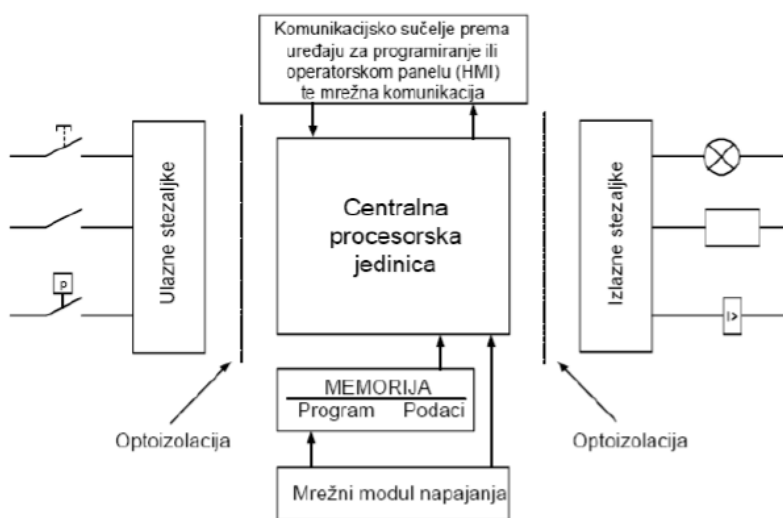 Komunikacijsko sučelje prema
uređaju za programiranje ili
operatorskom panelu (HMI)
te mrežna komunikacija
Ulazne stezaljke
p
Centralna
procesorska
jedinica
Izlazne stezaljke
I>
MEMORIJA
Program Podaci
Optoizolacija
Optoizolacija
Mrežni modul napajanja